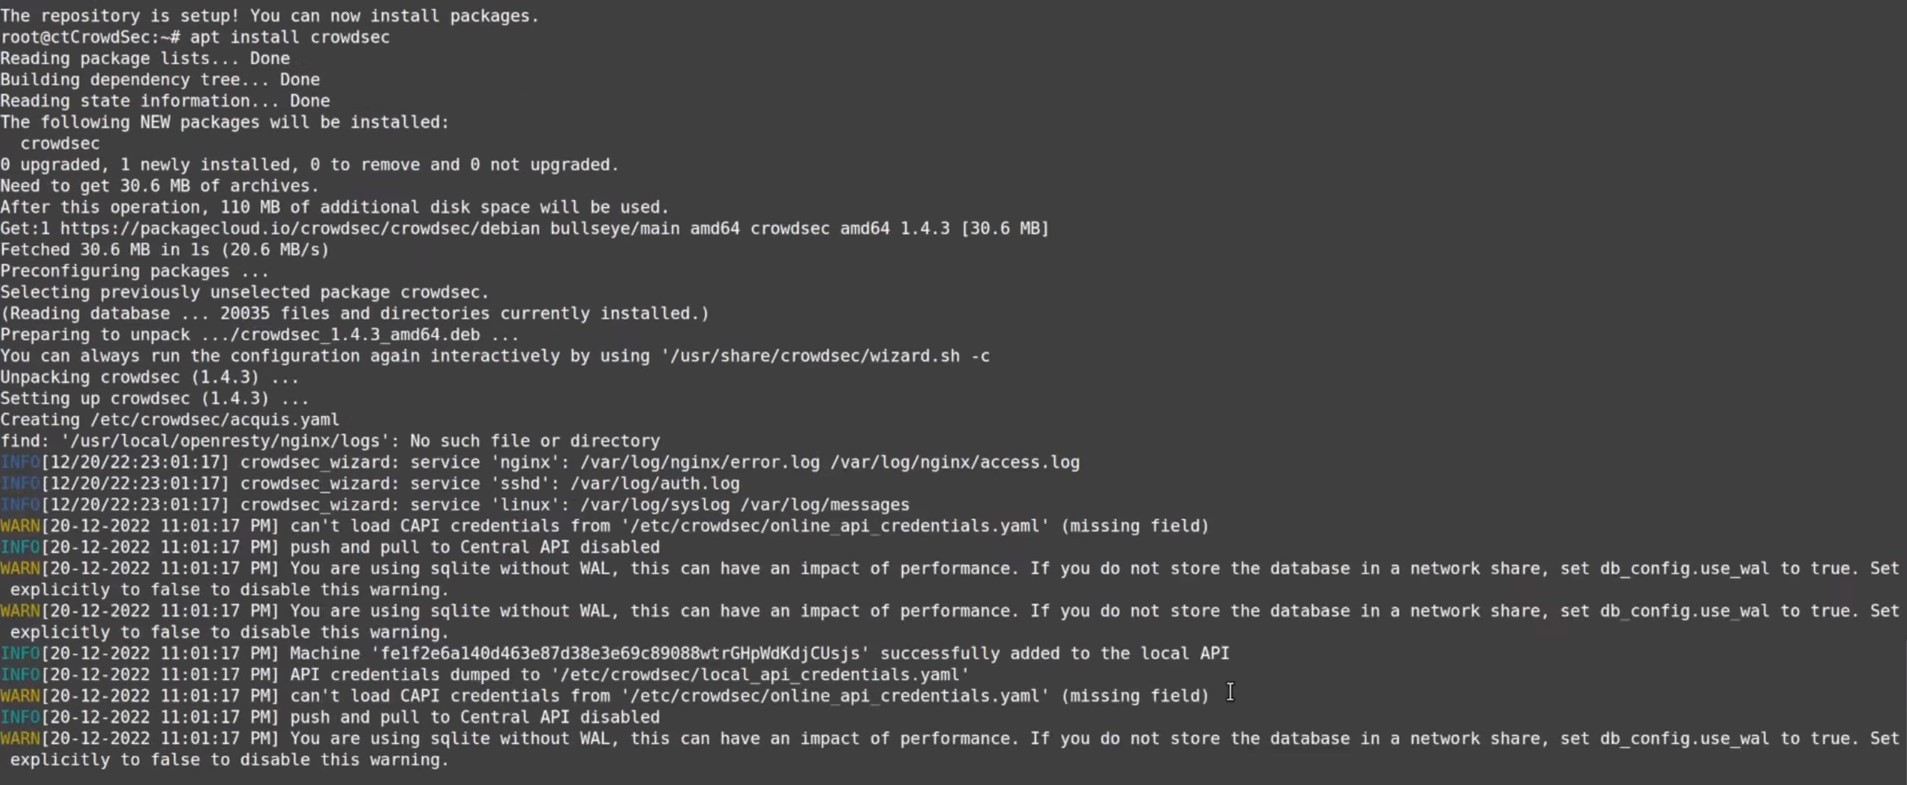 The repository is setup! You can now install packages.
root@ctCrowdSec:~# apt install crowdsec
Reading package lists... Done
Building dependency tree... Done
Reading state information... Done
The following NEW packages will be installed:
  crowdsec
0 upgraded, 1 newly installed, 0 to remove and 0 not upgraded.
Need to get 30.6 MB of archives.
After this operation, 110 MB of additional disk space will be used.
Get:1 https://packagecloud.io/crowdsec/crowdsec/debian bullseye/main amd64 crowdsec amd64 1.4.3 [30.6 MB]
Fetched 30.6 MB in 1s (20.6 MB/s)
Preconfiguring packages ...
Selecting previously unselected package crowdsec.
(Reading database ... 20035 files and directories currently installed.)
Preparing to unpack .../crowdsec_1.4.3_amd64.deb ...
You can always run the configuration again interactively by using '/usr/share/crowdsec/wizard.sh -c
Unpacking crowdsec (1.4.3) ...
Setting up crowdsec (1.4.3) ...
Creating /etc/crowdsec/acquis.yaml
find: '/usr/local/openresty/nginx/logs': No such file or directory
INFO[12/20/22:23:01:17] crowdsec_wizard: service 'nginx': /var/log/nginx/error.log /var/log/nginx/access.log
INFO[12/20/22:23:01:17] crowdsec_wizard: service 'sshd': /var/log/auth.log
INFO[12/20/22:23:01:17] crowdsec_wizard: service 'linux': /var/log/syslog /var/log/messages
WARN[20-12-2022 11:01:17 PM] can't load CAPI credentials from '/etc/crowdsec/online_api_credentials.yaml' (missing field)
INFO[20-12-2022 11:01:17 PM] push and pull to Central API disabled
WARN[20-12-2022 11:01:17 PM] You are using sqlite without WAL, this can have an impact of performance. If you do not store the database in a network share, set db_config.use_wal to true. Set
 explicitly to false to disable this warning.
WARN[20-12-2022 11:01:17 PM] You are using sqlite without WAL, this can have an impact of performance. If you do not store the database in a network share, set db_config.use_wal to true. Set
 explicitly to false to disable this warning.
INFO[20-12-2022 11:01:17 PM] Machine 'fe1f2e6a140d463e87d38e3e69c89088wtrGHpWdKdjCUsjs' successfully added to the local API
INFO[20-12-2022 11:01:17 PM] API credentials dumped to '/etc/crowdsec/local_api_credentials.yaml'
WARN[20-12-2022 11:01:17 PM] can't load CAPI credentials from '/etc/crowdsec/online_api_credentials.yaml' (missing field)
INFO[20-12-2022 11:01:17 PM] push and pull to Central API disabled
WARN[20-12-2022 11:01:17 PM] You are using sqlite without WAL, this can have an impact of performance. If you do not store the database in a network share, set db_config.use_wal to true. Set
 explicitly to false to disable this warning.